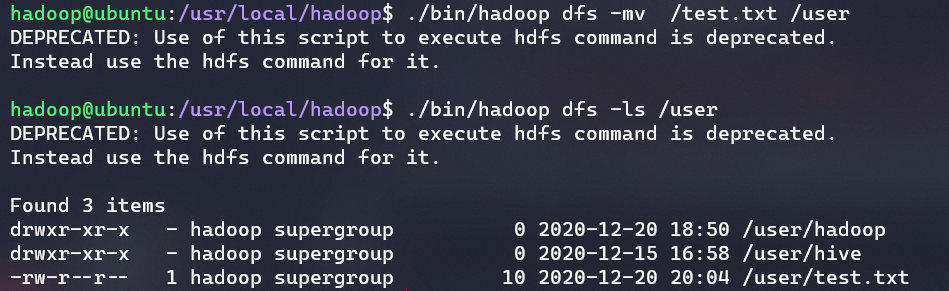 hadoop@ubuntu:/usr/local/hadoop$ ./bin/hadoop dfs -mv  /test.txt /user
DEPRECATED: Use of this script to execute hdfs command is deprecated.
Instead use the hdfs command for it.

hadoop@ubuntu:/usr/local/hadoop$ ./bin/hadoop dfs -ls /user
DEPRECATED: Use of this script to execute hdfs command is deprecated.
Instead use the hdfs command for it.

Found 3 items
drwxr-xr-x   - hadoop supergroup          0 2020-12-20 18:50 /user/hadoop
drwxr-xr-x   - hadoop supergroup          0 2020-12-15 16:58 /user/hive
-rw-r--r--   1 hadoop supergroup         10 2020-12-20 20:04 /user/test.txt